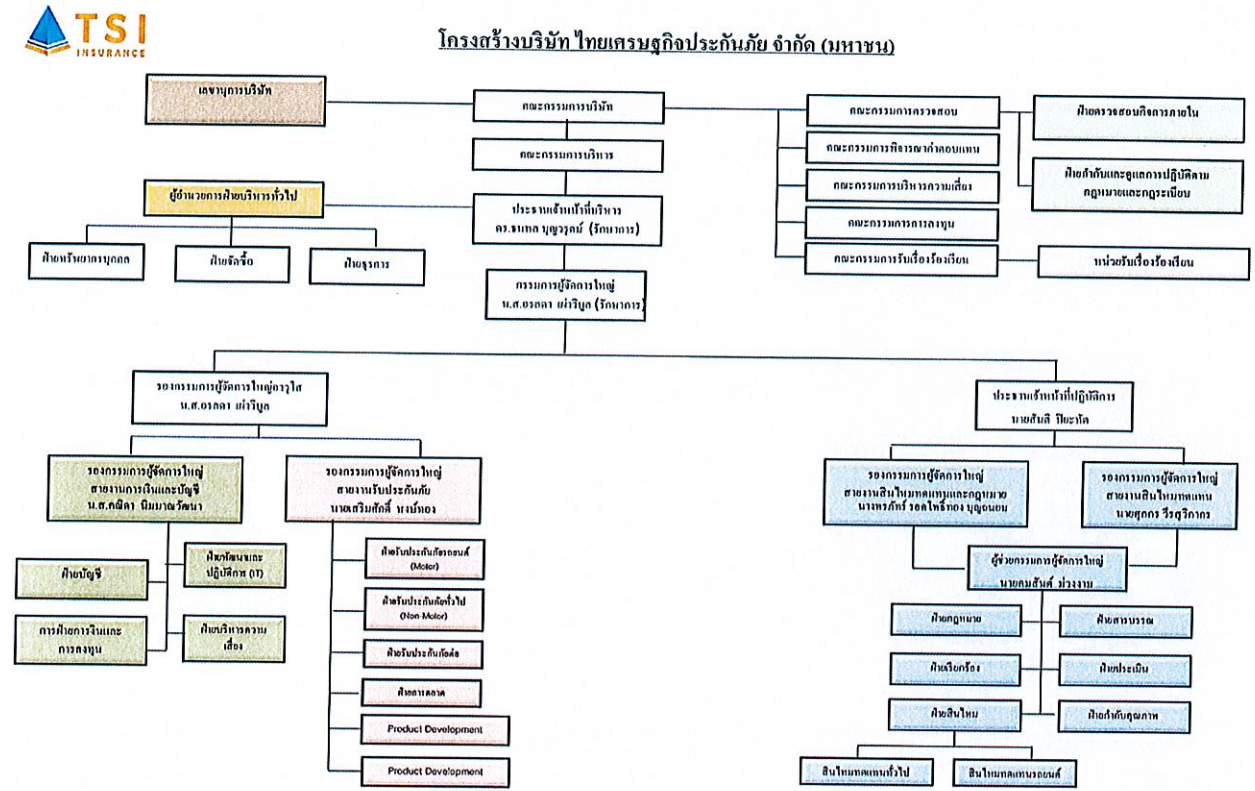 TSI
INSURANCE
โครงสร้างบริษัท ไทยเศรษฐกิจประกันภัย จำกัด (มหาชน)
เลขานุการบริษัท
คณะกรรมการบริษัท
คณะกรรมการตรวจสอบ
ฝ่ายตรวจสอบกิจการภายใน
คณะกรรมการบริหาร
คณะกรรมการพิจารณาค่าตอบแทน
คณะกรรมการบริหารความเสี่ยง
ฝ่ายกำกับและดูแลการปฏิบัติตาม
กฎหมายและกฎระเบียบ
ผู้อำนวยการฝ่ายบริหารทั่วไป
ประธานเจ้าหน้าที่บริหาร
(รักษาการ)
คณะกรรมการการลงทุน
ฝ่ายทรัพยากรบุคคล
ฝ่ายจัดซื้อ
ฝ่ายธุรการ
คณะกรรมการรับเรื่องร้องเรียน
หน่วยรับเรื่องร้องเรียน
กรรมการผู้จัดการใหญ่
น.ส.อรลดา เผ่าวิบูล (รักษาการ)
รองกรรมการผู้จัดการใหญ่อาวุโส
น.ส.อรลดา เผ่าวิบูล
ประธานเจ้าหน้าที่ปฏิบัติการ
นายสันสิ ปิยะทัต
รองกรรมการผู้จัดการใหญ่
สายงานการเงินและบัญชี
น.ส.คณิตา นิมมาณวัฒนา
รองกรรมการผู้จัดการใหญ่
สายงานรับประกันภัย
นายเสริมศักดิ์ หงษ์ทอง
รองกรรมการผู้จัดการใหญ่
สายงานสินไหมทดแทนและกฎหมาย
นางพรภัทร์ รอดโพธิ์ทอง บุญถนอม
รองกรรมการผู้จัดการใหญ่
สายงานสินไหมทดแทน
นายศุภกร วีรสุวิภากร
ฝ่ายบัญชี
ฝ่ายพัฒนาและ
ปฏิบัติการ (IT)
การฝ่ายการเงินและ
การลงทุน
ฝ่ายบริหารความ
เสี่ยง
ฝ่ายรับประกันภัยรถยนต์
(Motor)
ฝ่ายรับประกันภัยทั่วไป
(Non-Motor)
ฝ่ายรับประกันภัยต่อ
ฝ่ายการตลาด
Product Development
Product Development
ผู้ช่วยกรรมการผู้จัดการใหญ่
นายคมสันต์ ม่วงงาม
ฝ่ายกฎหมาย
ฝ่ายสารบรรณ
ฝ่ายเรียกร้อง
ฝ่ายประเมิน
ฝ่ายสินไหม
ฝ่ายกำกับคุณภาพ
สินไหมทดแทนทั่วไป
สินไหมทดแทนรถยนต์